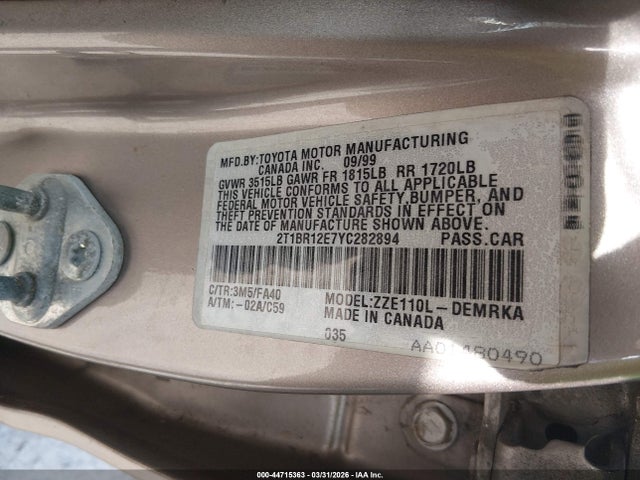 MFD.BY:TOYOTA MOTOR MANUFACTURING
CANADA INC. 09/99
GVWR 3515LB GAWR FR 1815LB RR 1720LB
THIS VEHICLE CONFORMS TO ALL APPLICABLE
FEDERAL MOTOR VEHICLE SAFETY,BUMPER, AND
THEFT PREVENTION STANDARDS IN EFFECT ON
THE DATE OF MANUFACTURE SHOWN ABOVE.
2T1BR12E7YC282894 PASS.CAR
C/TR:3M5/FA40 MODEL:ZZE110L-DEMRKA
A/TM:-02A/C59 MADE IN CANADA
035
000-44715363 - 03/31/2026 - IAA Inc.